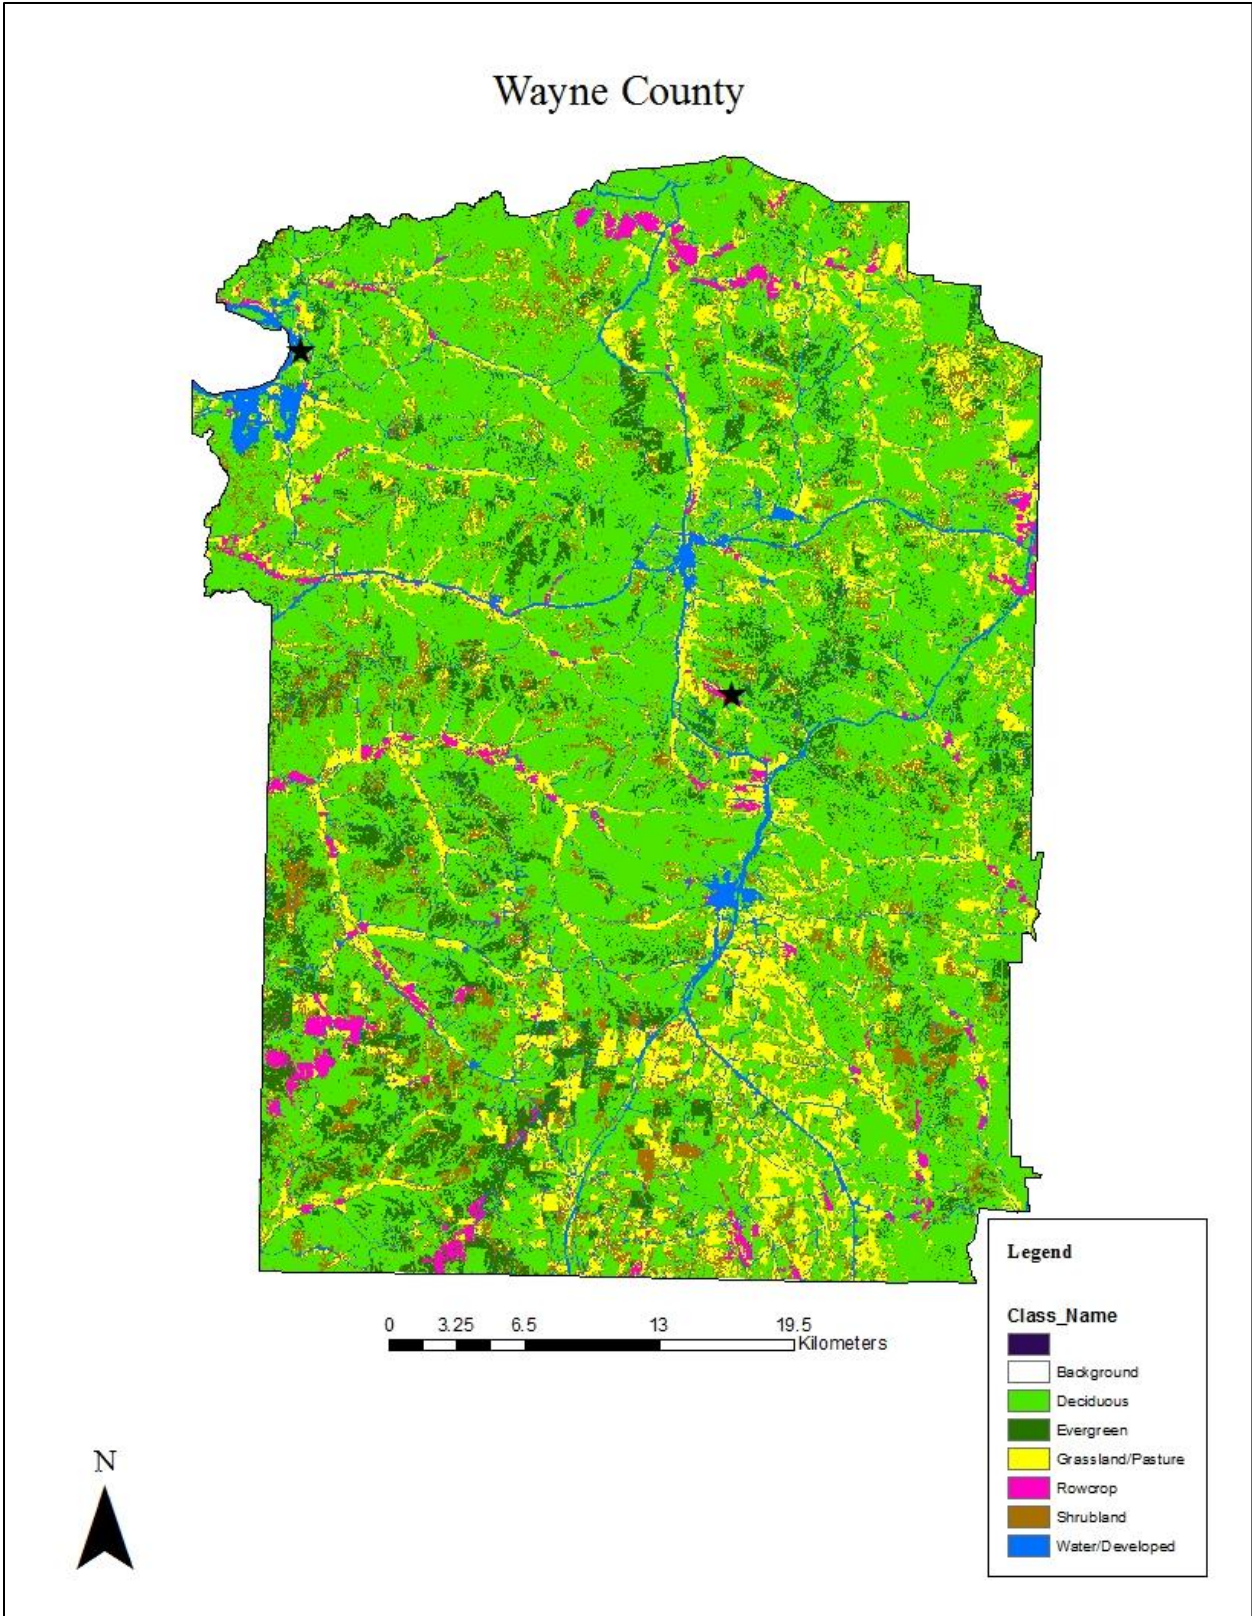 Wayne County
0 3.25 6.5 13 19.5
Kilometers
Legend
Class_Name
Background
Deciduous
Evergreen
Grassland/Pasture
Rowcrop
Shrubland
Water/Developed
N